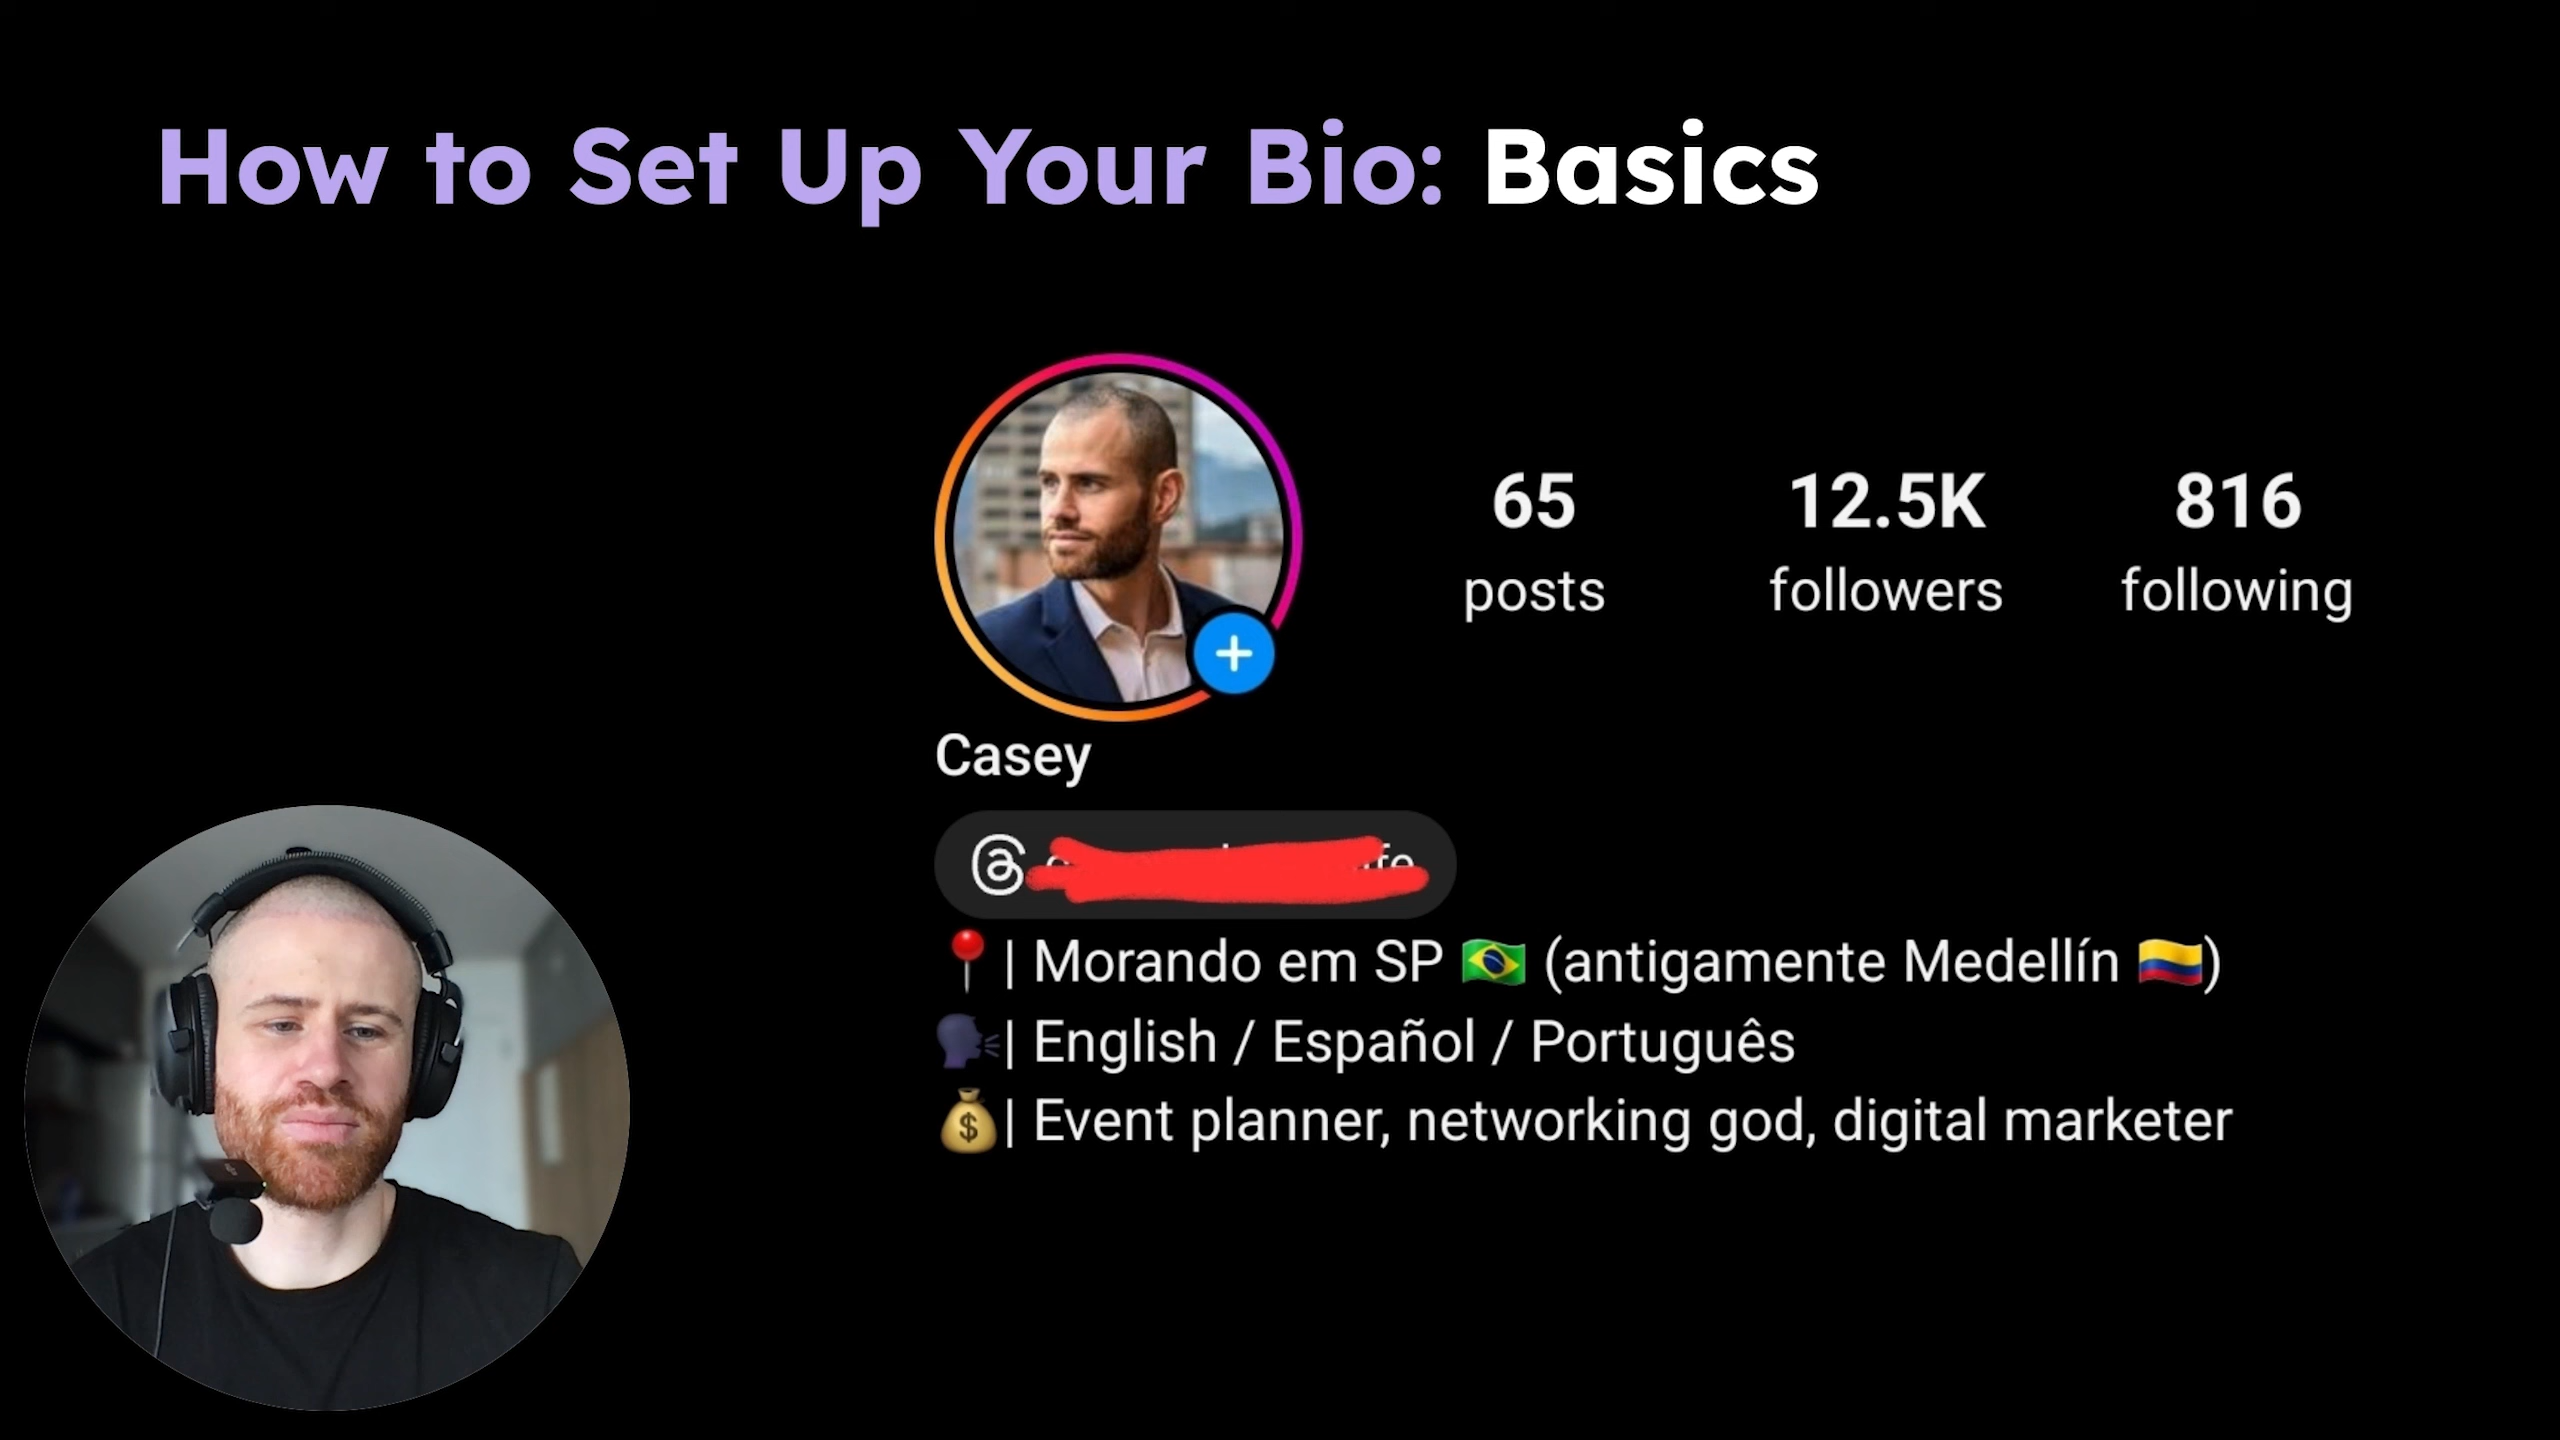 How to Set Up Your Bio: Basics
65 12.5K 816
posts followers following
Casey
| Morando em SP 🇧🇷 (antigamente Medellín 🇨🇴)
| English / Español / Português
| Event planner, networking god, digital marketer